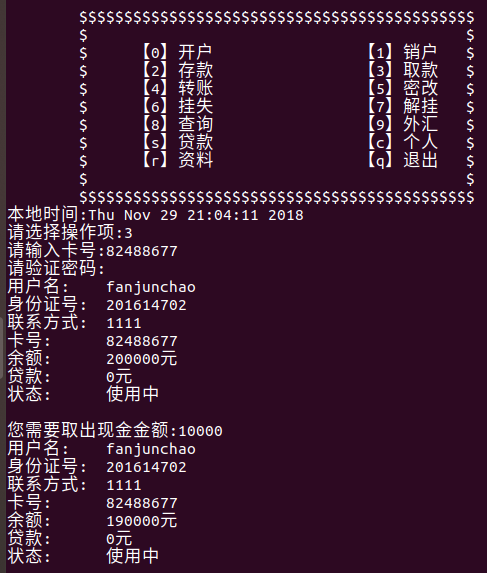 $$$$$$$$$$$$$$$$$$$$$$$$$$$$$$$$$$$$$$$$$$$$
$ $
$ 【0】开户 【1】销户 $
$ 【2】存款 【3】取款 $
$ 【4】转账 【5】密改 $
$ 【6】挂失 【7】解挂 $
$ 【8】查询 【9】外汇 $
$ 【s】贷款 【c】个人 $
$ 【r】资料 【q】退出 $
$ $
$$$$$$$$$$$$$$$$$$$$$$$$$$$$$$$$$$$$$$$$$$$$
本地时间:Thu Nov 29 21:04:11 2018
请选择操作项:3
请输入卡号:82488677
请验证密码:
用户名: fanjunchao
身份证号: 201614702
联系方式: 1111
卡号: 82488677
余额: 200000元
贷款: 0元
状态: 使用中
您需要取出现金金额:10000
用户名: fanjunchao
身份证号: 201614702
联系方式: 1111
卡号: 82488677
余额: 190000元
贷款: 0元
状态: 使用中